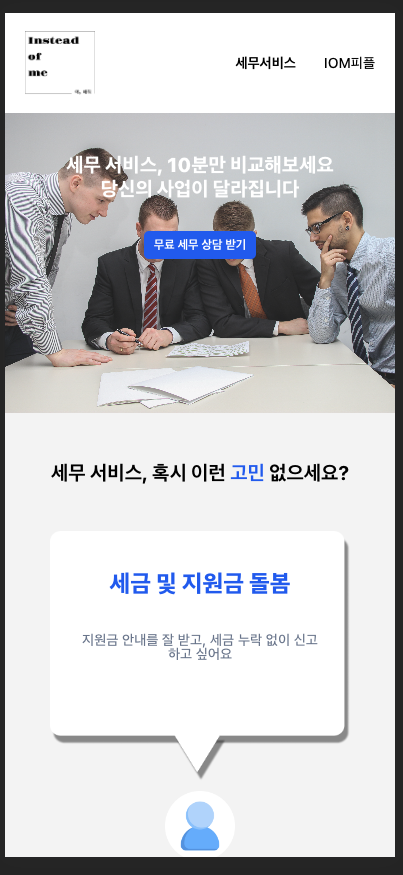 Instead
of
me
세무서비스 IOM피플
세무 서비스, 10분만 비교해보세요
당신의 사업이 달라집니다
무료 세무 상담 받기
세무 서비스, 혹시 이런 고민 없으세요?
세금 및 지원금 돌봄
지원금 안내를 잘 받고, 세금 누락 없이 신고
하고 싶어요